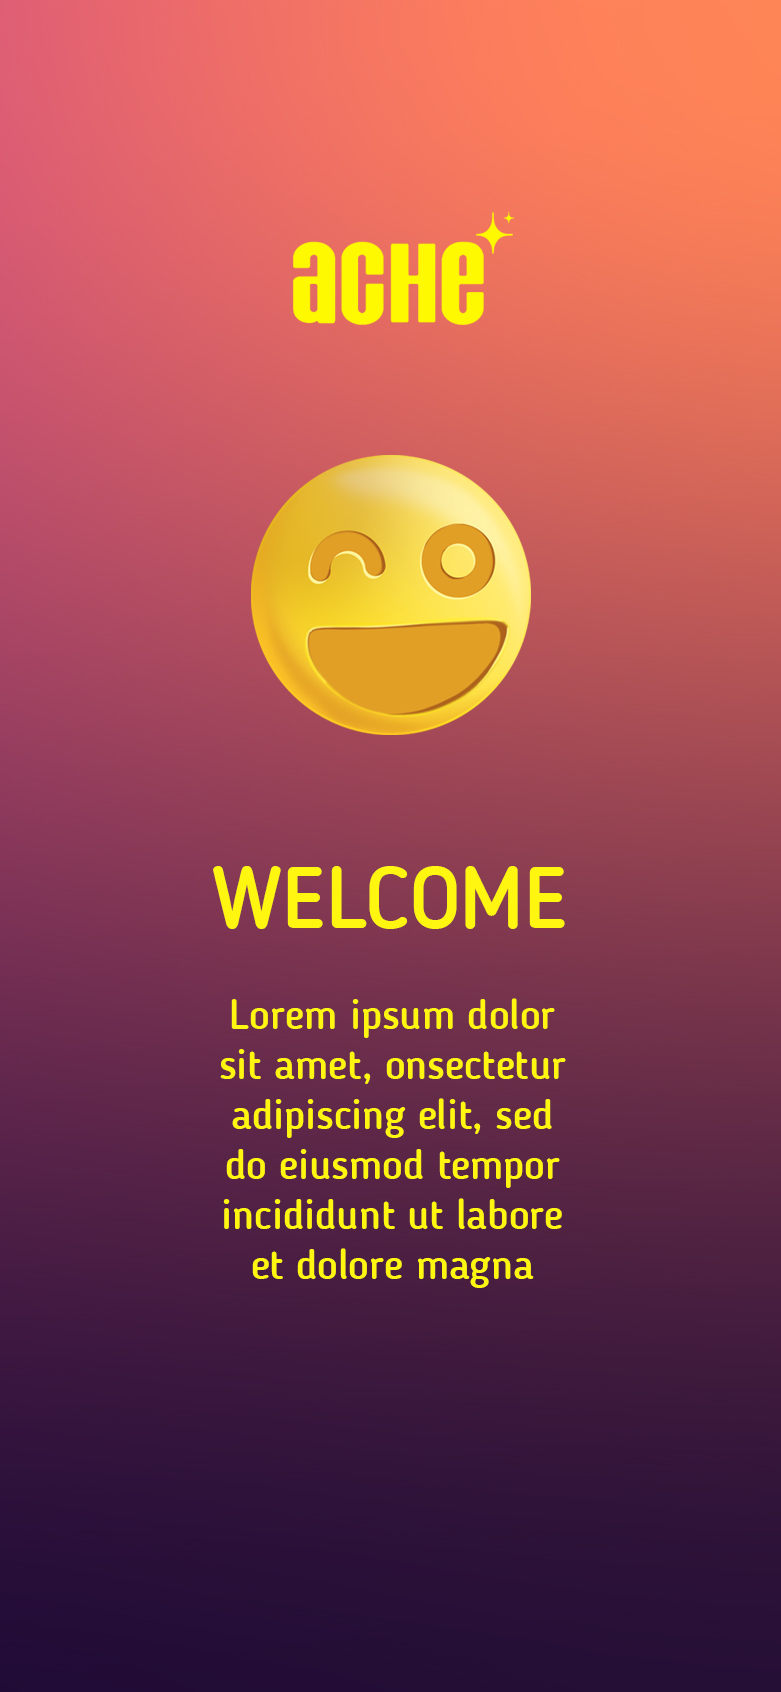 acHe
WELCOME
Lorem ipsum dolor
sit amet, onsectetur
adipiscing elit, sed
do eiusmod tempor
incididunt ut labore
et dolore magna